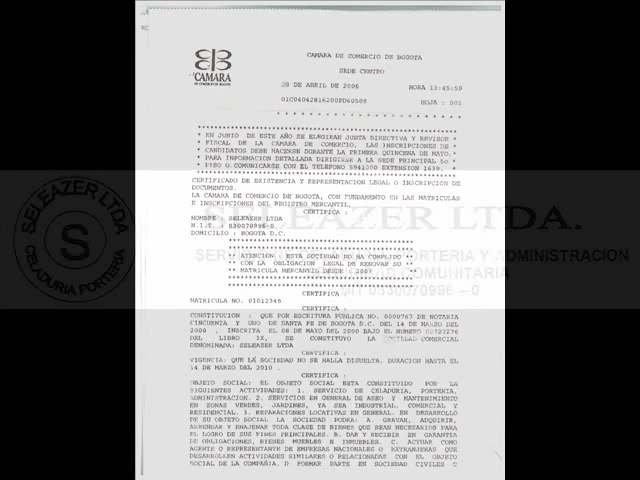 CAMARA DE COMERCIO DE BOGOTA
SEDE CENTRO
CAMARA
DE COMERCIO DE BOGOTA
28 DE ABRIL DE 2006 HORA 13:45:59
HOJA : 001
* EN JUNIO DE ESTE AÑO SE ELEGIRAN JUNTA DIRECTIVA Y REVISOR *
* FISCAL DE LA CAMARA DE COMERCIO, LAS INSCRIPCIONES DE *
* CANDIDATOS DEBE HACERSE DURANTE LA PRIMERA QUINCENA DE MAYO. *
* PARA INFORMACION DETALLADA DIRIGIRSE A LA SEDE PRINCIPAL 5o *
* PISO O COMUNICARSE CON EL TELEFONO 5941000 EXTENSION 1639. *
CERTIFICADO DE EXISTENCIA Y REPRESENTACION LEGAL O INSCRIPCION DE
DOCUMENTOS.
LA CAMARA DE COMERCIO DE BOGOTA, CON FUNDAMENTO EN LAS MATRICULAS
E INSCRIPCIONES DEL REGISTRO MERCANTIL,
CERTIFICA :
NOMBRE : SELEAZER LTDA
N.I.T. : 830070996-0
DOMICILIO : BOGOTA D.C.
** ATENCION : ESTA SOCIEDAD NO HA CUMPLIDO **
** CON LA OBLIGACION LEGAL DE RENOVAR SU **
** MATRICULA MERCANTIL DESDE : **
CERTIFICA :
MATRICULA NO. 01012346
CERTIFICA :
CONSTITUCION : QUE POR ESCRITURA PUBLICA NO. 0000767 DE NOTARIA
CINCUENTA Y UNO DE SANTA FE DE BOGOTA D.C. DEL 14 DE MARZO DEL
2000 , INSCRITA EL 08 DE MAYO DEL 2000 BAJO EL NUMERO 00727276
DEL LIBRO IX, SE CONSTITUYO LA SOCIEDAD COMERCIAL
DENOMINADA: SELEAZER LTDA
CERTIFICA :
VIGENCIA: QUE LA SOCIEDAD NO SE HALLA DISUELTA. DURACION HASTA EL
14 DE MARZO DEL 2010 .
CERTIFICA :
OBJETO SOCIAL: EL OBJETO SOCIAL ESTA CONSTITUIDO POR LA
SIGUIENTES ACTIVIDADES: 1. SERVICIO DE CELADURIA, PORTERIA,
ADMINISTRACION. 2. SERVICIOS EN GENERAL DE ASEO Y MANTENIMIENTO
EN ZONAS VERDES, JARDINES, YA SEA INDUSTRIAL, COMERCIAL Y
RESIDENCIAL. 3. REPARACIONES LOCATIVAS EN GENERAL. EN DESARROLLO
DE SU OBJETO SOCIAL LA SOCIEDAD PODRA: A. GRAVAR, ADQUIRIR,
ARRENDAR Y ENAJENAR TODA CLASE DE BIENES QUE SEAN NECESARIOS PARA
EL LOGRO DE SUS FINES PRINCIPALES. B. DAR Y RECIBIR EN GARANTIA
DE OBLIGACIONES, BIENES MUEBLES E INMUEBLES. C. ACTUAR COMO
AGENTE O REPRESENTANTE DE EMPRESAS NACIONALES O EXTRANJERAS QUE
DESARROLLEN ACTIVIDADES SIMILARES O RELACIONADAS CON EL OBJETO
SOCIAL DE LA COMPAÑIA. D FORMAR PARTE EN SOCIEDAD CIVILES O
SELEAZER LTDA
CELADURIA PORTERIA
S
SELEAZER LTDA.
PORTERIA Y ADMINISTRACION
COMUNITARIA
NIT 0830070996 – 0